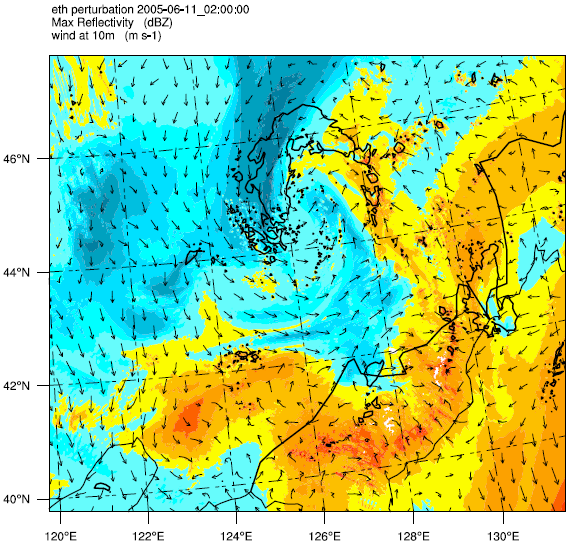 eth perturbation 2005-06-11_02:00:00
Max Reflectivity (dBZ)
wind at 10m (m s-1)
46°N
44°N
42°N
40°N
120°E 122°E 124°E 126°E 128°E 130°E